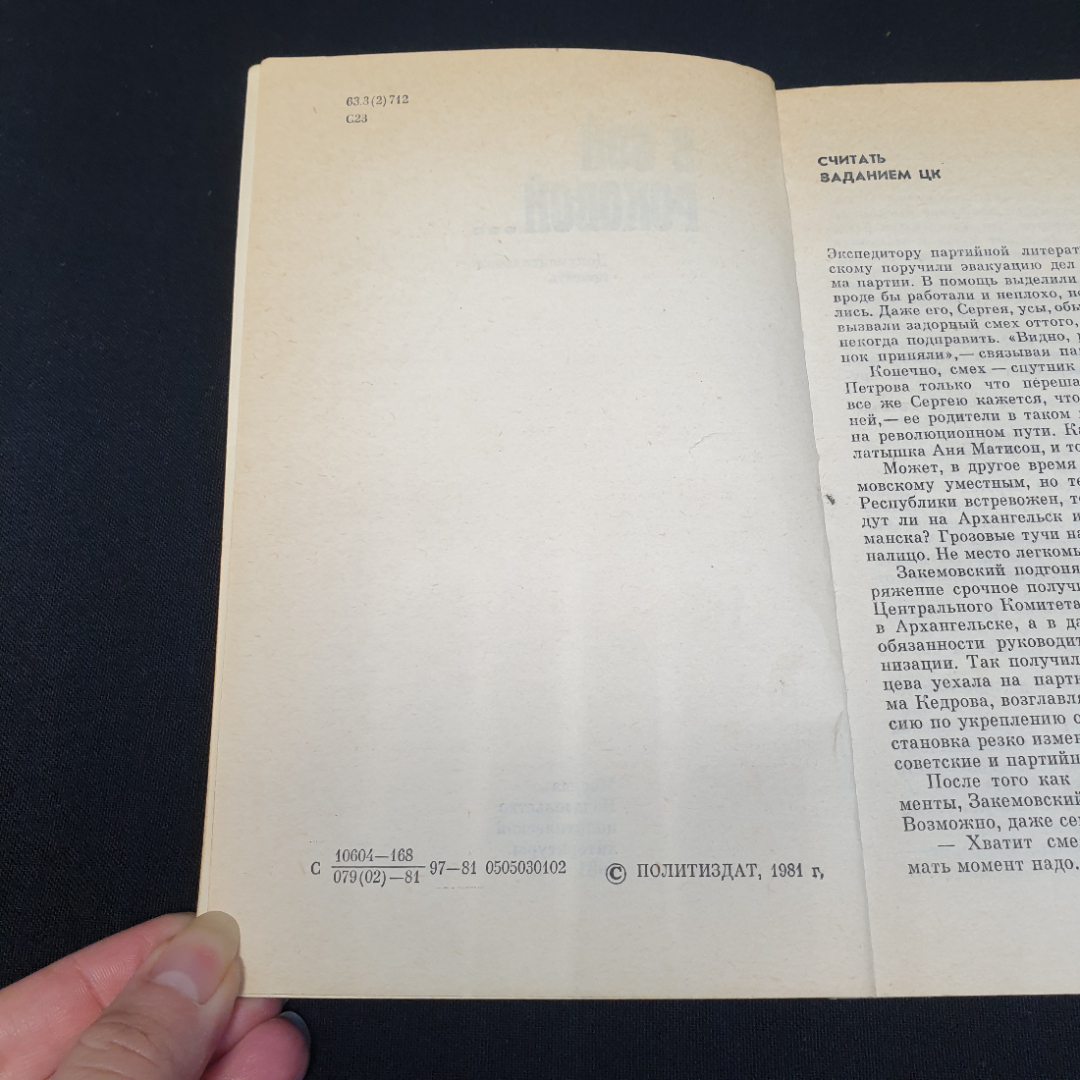 63.3(2)712
С23
С 10604—168
079(02)—81 97—81 0505030102 © ПОЛИТИЗДАТ, 1981 г,
СЧИТАТЬ
ЗАДАНИЕМ ЦК
Экспедитору партийной литерат
скому поручили эвакуацию дел
ма партии. В помощь выделили
вроде бы работали и неплохо, н
лись. Даже его, Сергея, усы, обы
вызвали задорный смех оттого,
некогда подправить. «Видно,
нок приняли»,— связывая па
Конечно, смех — спутник
Петрова только что переша
все же Сергею кажется, что
ней,— ее родители в таком
на революционном пути. Ка
латышка Аня Матисон, и то
Может, в другое время
мовскому уместным, но те
Республики встревожен, т
дут ли на Архангельск и
манска? Грозовые тучи на
налицо. Не место легкомы
Закемовский подгоня
ряжение срочное получи
Центрального Комитета
в Архангельске, а в да
обязанности руководит
низации. Так получил
цева уехала на парти
ма Кедрова, возглавля
сию по укреплению о
становка резко измен
советские и партийн
После того как
менты, Закемовский
Возможно, даже се
— Хватит сме
мать момент надо.